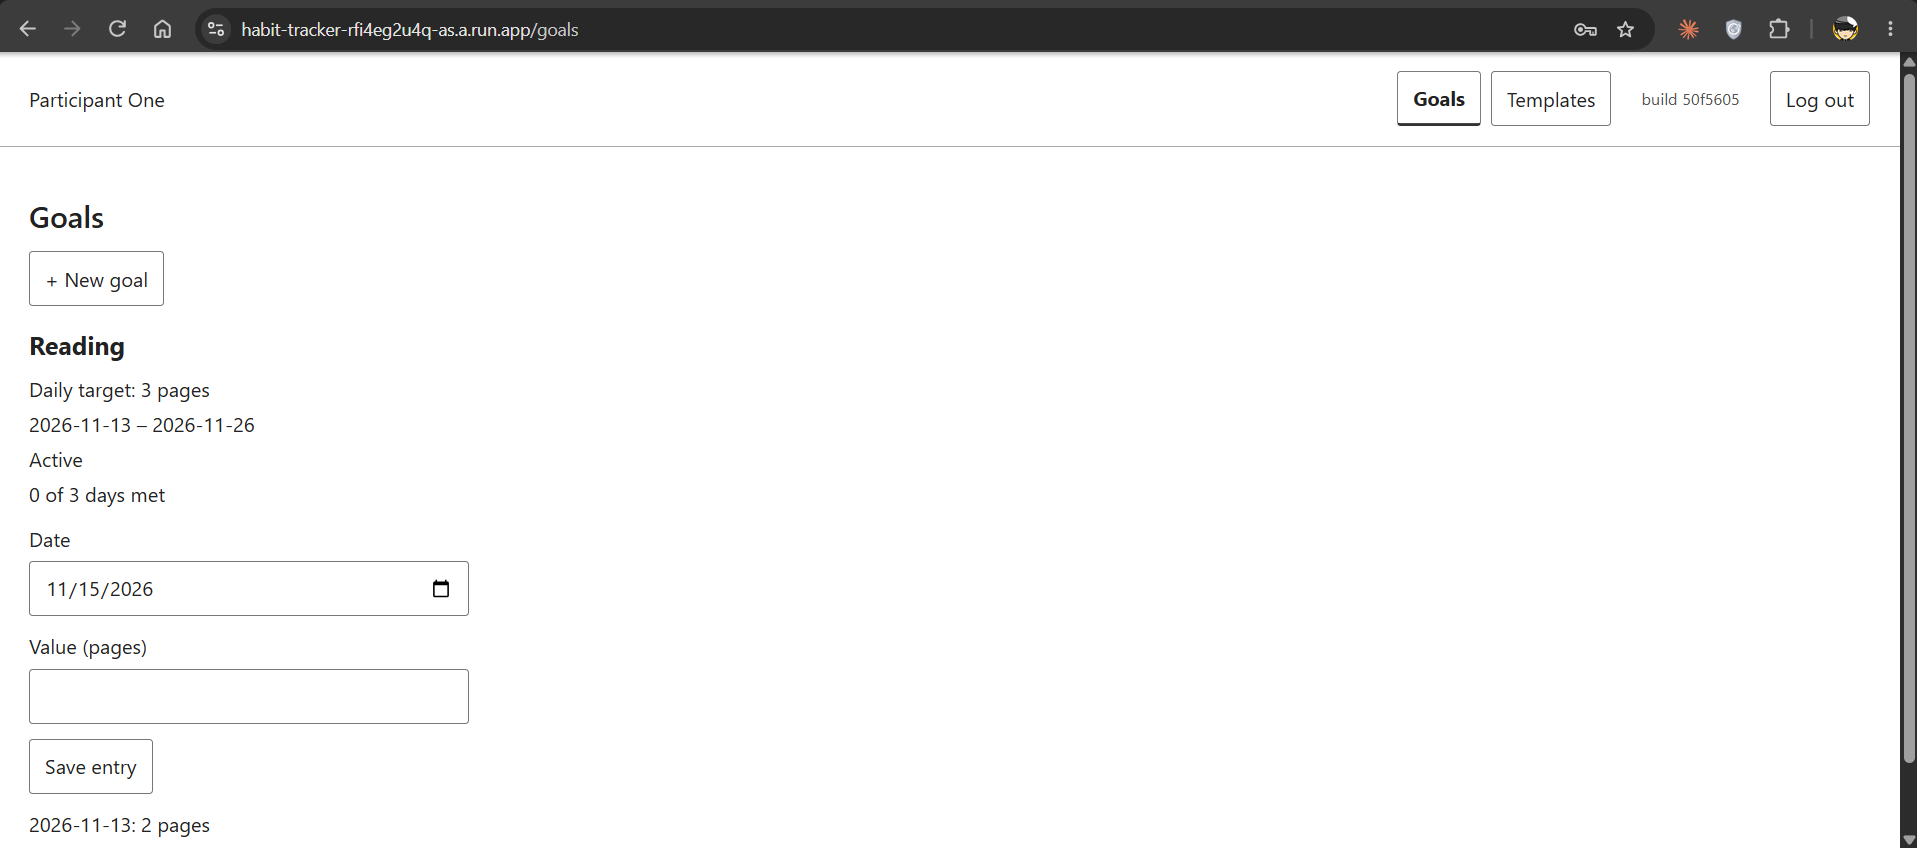 habit-tracker-rfi4eg2u4q-as.a.run.app/goals
Participant One
Goals
Templates
build 50f5605
Log out
Goals
+ New goal
Reading
Daily target: 3 pages
2026-11-13 – 2026-11-26
Active
0 of 3 days met
Date
11/15/2026
Value (pages)
Save entry
2026-11-13: 2 pages